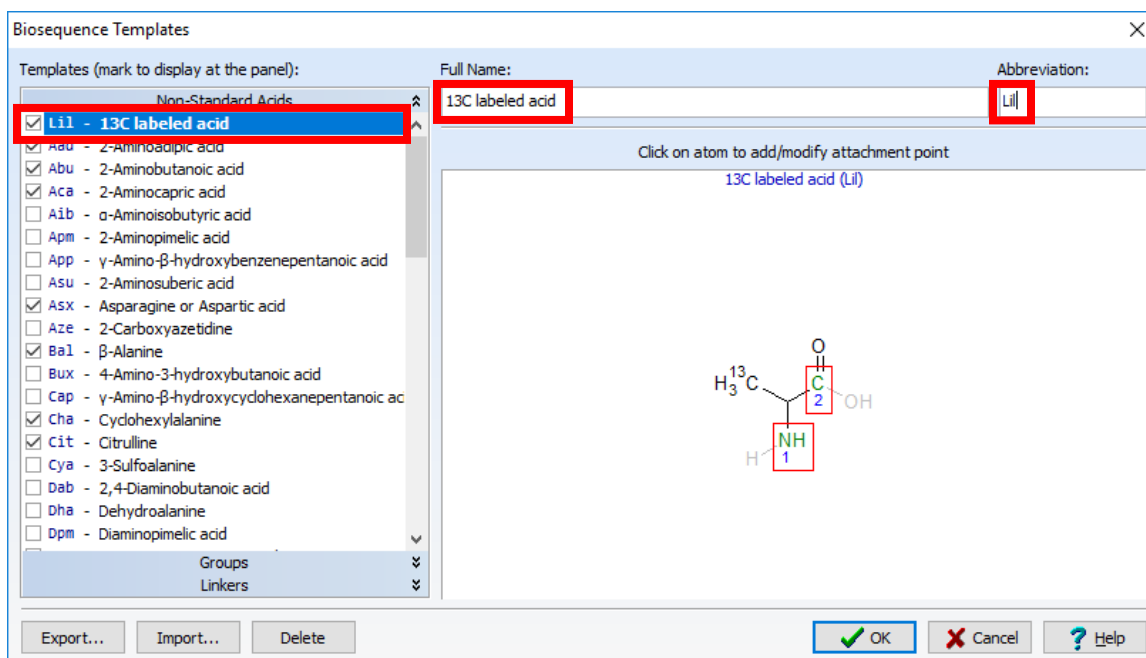 Biosequence Templates
Templates (mark to display at the panel):
Full Name:
Abbreviation:
Non-Standard Acids
13C labeled acid
Lil
Lil - 13C labeled acid
Aad - 2-Aminoadipic acid
Abu - 2-Aminobutanoic acid
Aca - 2-Aminocapric acid
Aib - α-Aminoisobutyric acid
Apm - 2-Aminopimelic acid
App - γ-Amino-β-hydroxybenzenepentanoic acid
Asu - 2-Aminosuberic acid
Asx - Asparagine or Aspartic acid
Aze - 2-Carboxyazetidine
Bal - β-Alanine
Bux - 4-Amino-3-hydroxybutanoic acid
Cap - γ-Amino-β-hydroxycyclohexanepentanoic ac
Cha - Cyclohexylalanine
Cit - Citrulline
Cya - 3-Sulfoalanine
Dab - 2,4-Diaminobutanoic acid
Dha - Dehydroalanine
Dpm - Diaminopimelic acid
Groups
Linkers
Click on atom to add/modify attachment point
13C labeled acid (Lil)
O
H₃¹³C
C
2
OH
NH
H
1
Export...
Import...
Delete
OK
Cancel
Help